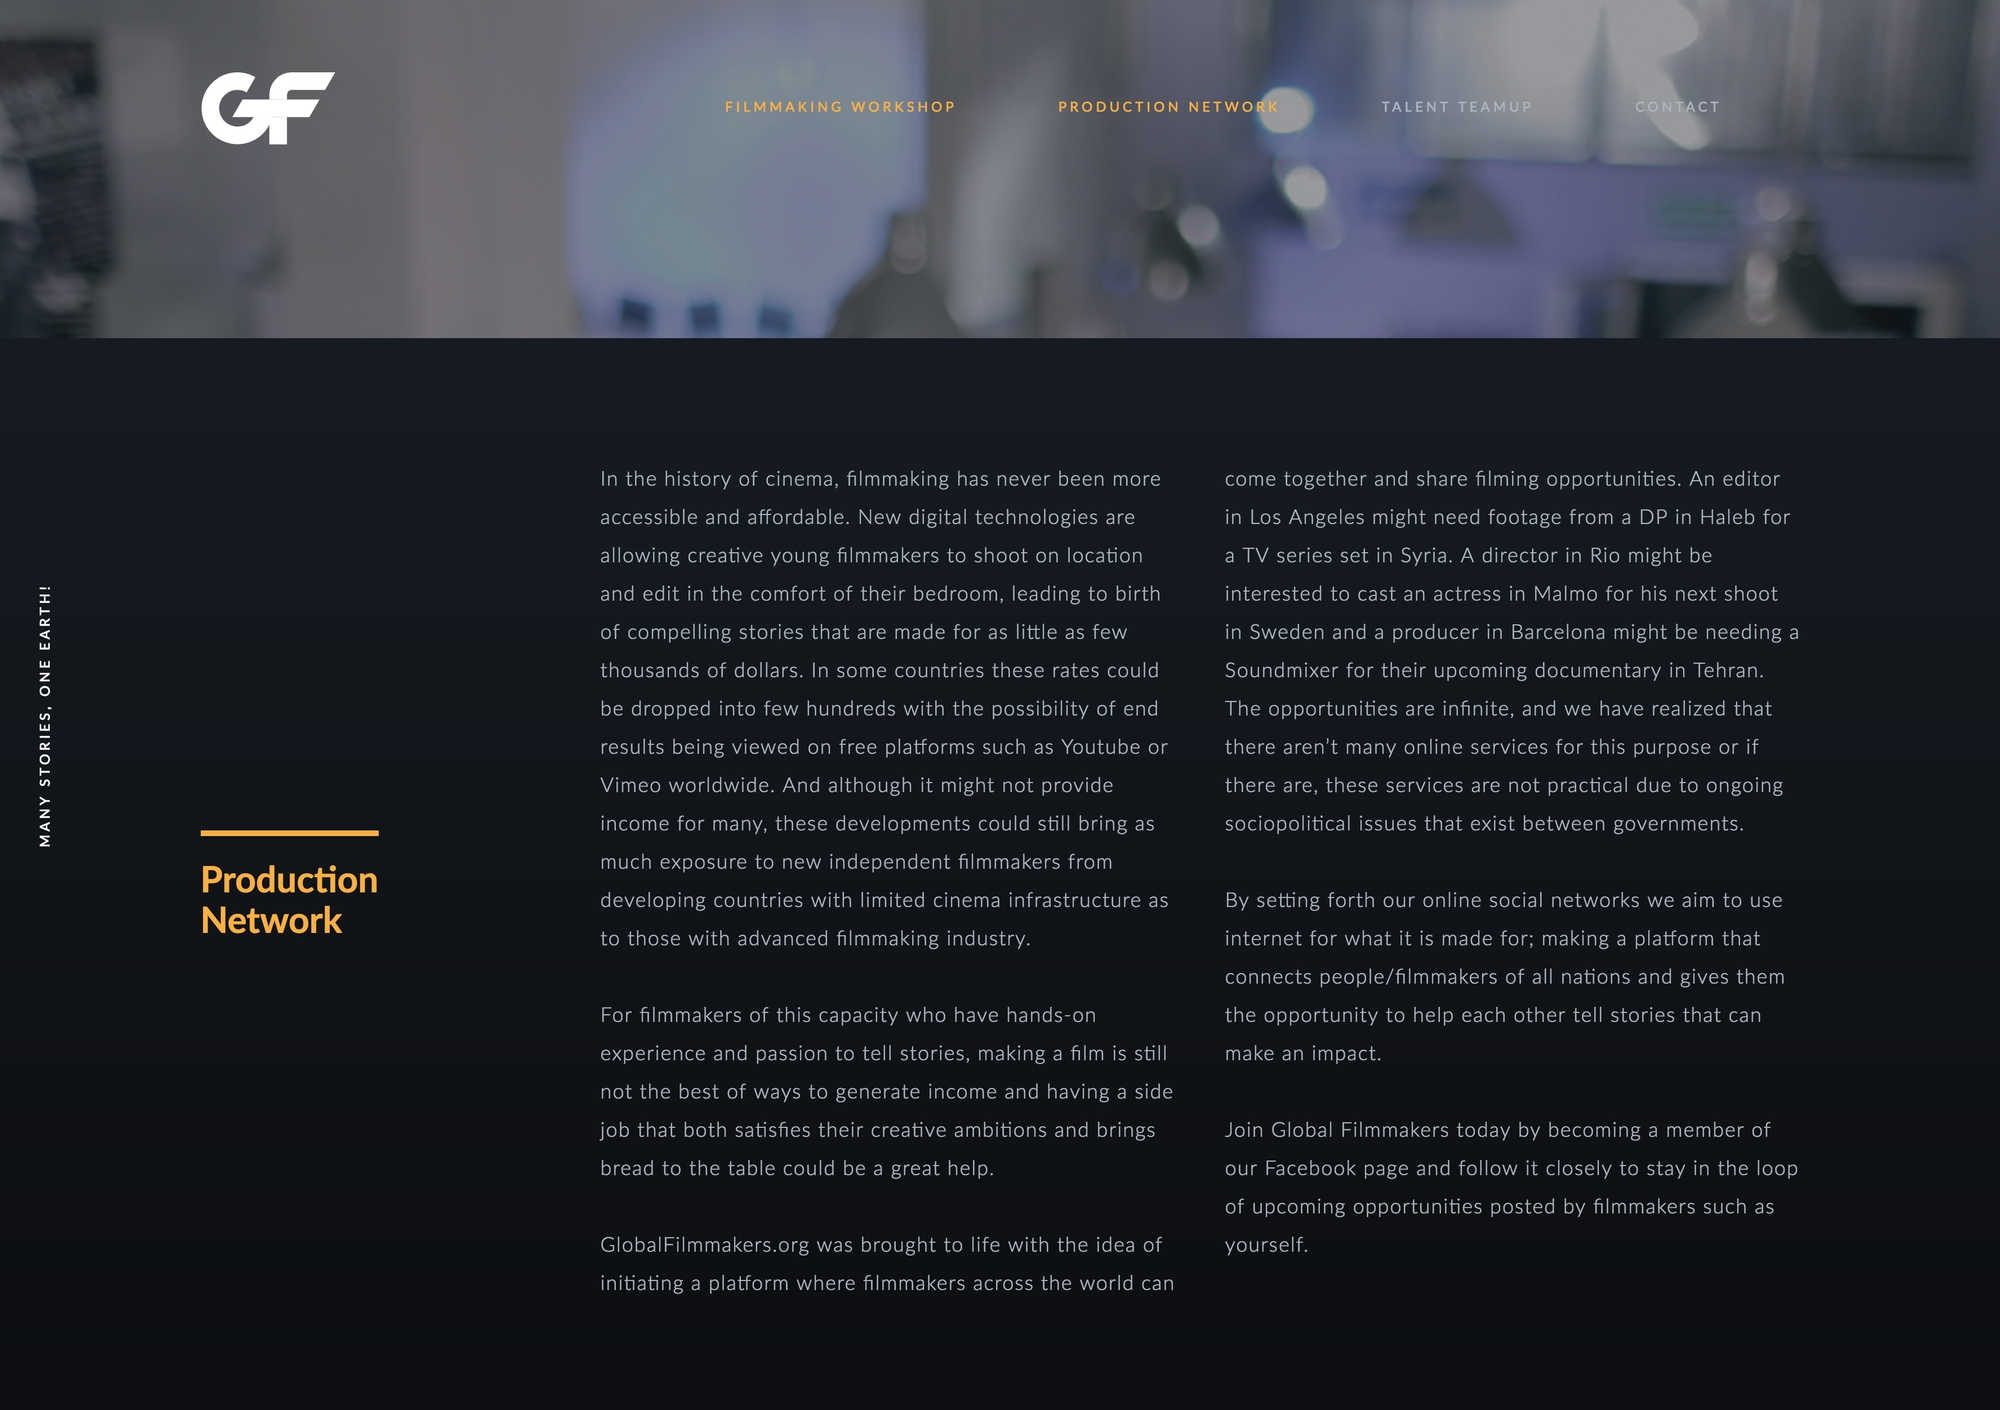 GF
FILMMAKING WORKSHOP
PRODUCTION NETWORK
TALENT TEAMUP
CONTACT
MANY STORIES, ONE EARTH!
Production
Network
In the history of cinema, filmmaking has never been more
accessible and affordable. New digital technologies are
allowing creative young filmmakers to shoot on location
and edit in the comfort of their bedroom, leading to birth
of compelling stories that are made for as little as few
thousands of dollars. In some countries these rates could
be dropped into few hundreds with the possibility of end
results being viewed on free platforms such as Youtube or
Vimeo worldwide. And although it might not provide
income for many, these developments could still bring as
much exposure to new independent filmmakers from
developing countries with limited cinema infrastructure as
to those with advanced filmmaking industry.
For filmmakers of this capacity who have hands-on
experience and passion to tell stories, making a film is still
not the best of ways to generate income and having a side
job that both satisfies their creative ambitions and brings
bread to the table could be a great help.
GlobalFilmmakers.org was brought to life with the idea of
initiating a platform where filmmakers across the world can
come together and share filming opportunities. An editor
in Los Angeles might need footage from a DP in Haleb for
a TV series set in Syria. A director in Rio might be
interested to cast an actress in Malmo for his next shoot
in Sweden and a producer in Barcelona might be needing a
Soundmixer for their upcoming documentary in Tehran.
The opportunities are infinite, and we have realized that
there aren’t many online services for this purpose or if
there are, these services are not practical due to ongoing
sociopolitical issues that exist between governments.
By setting forth our online social networks we aim to use
internet for what it is made for; making a platform that
connects people/filmmakers of all nations and gives them
the opportunity to help each other tell stories that can
make an impact.
Join Global Filmmakers today by becoming a member of
our Facebook page and follow it closely to stay in the loop
of upcoming opportunities posted by filmmakers such as
yourself.